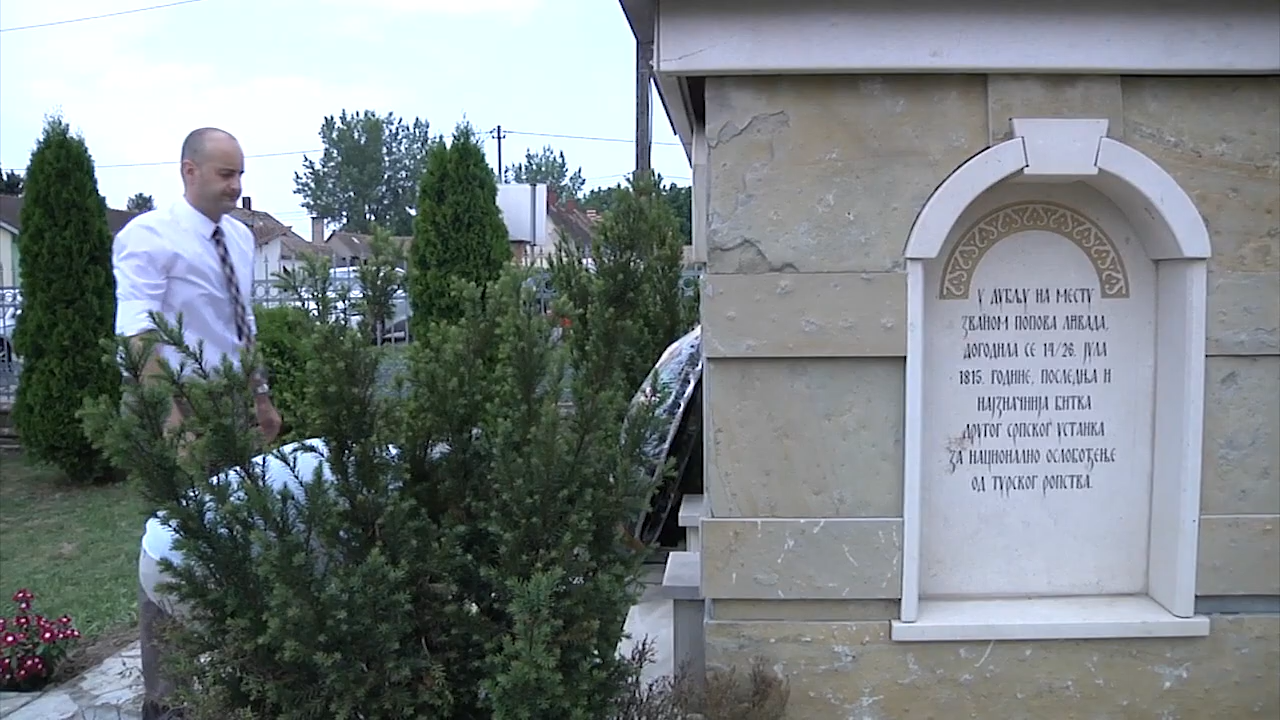 У ДУБЉУ НА МЕСТУ
ЗВАНОМ ПОПОВА ЛИВАДА,
ДОГОДИЛА СЕ 14/26. ЈУЛА
1815. ГОДИНЕ, ПОСЛЕДЊА И
НАЈЗНАЧНИЈА БИТКА
ДРУГОГ СРПСКОГ УСТАНКА
ЗА НАЦИОНАЛНО ОСЛОБОЂЕЊЕ
ОД ТУРСКОГ РОПСТВА.